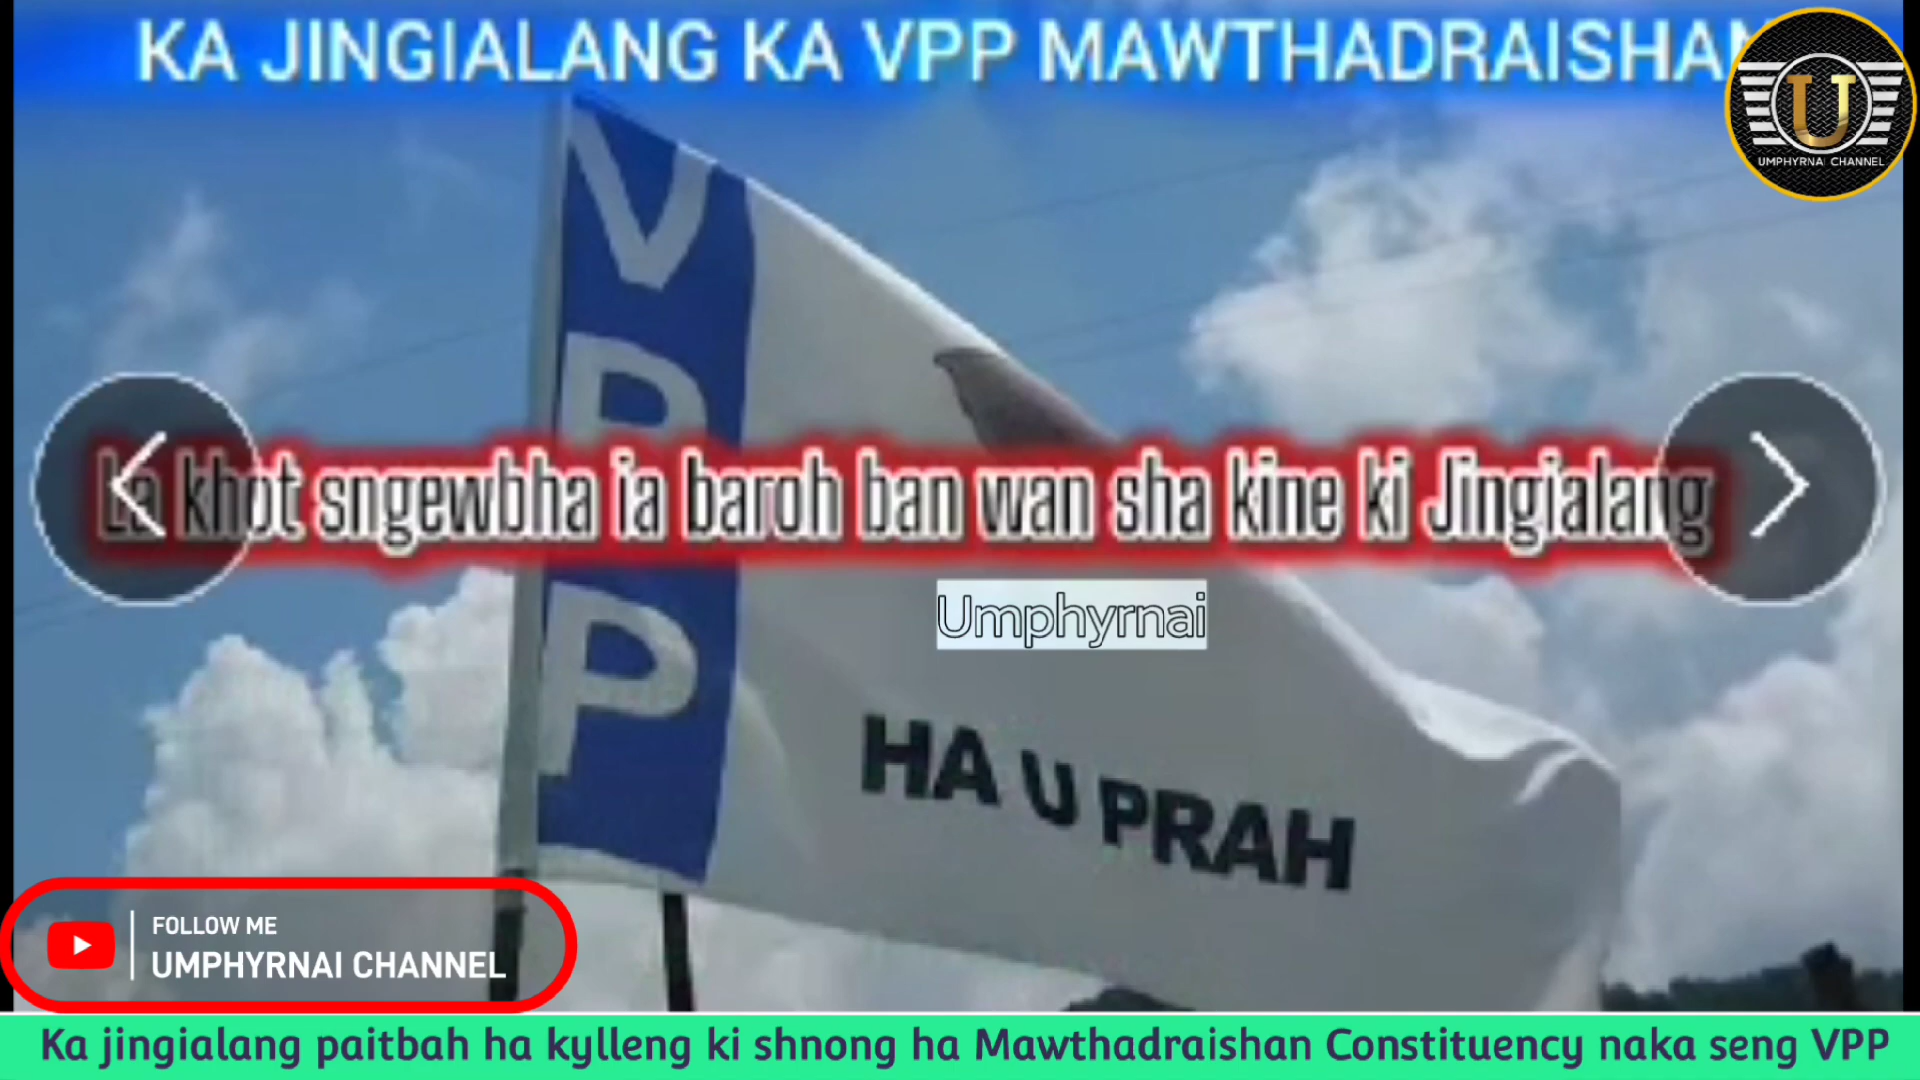 KA JINGIALANG KA VPP MAWTHADRAISHAN
U
UMPHYRNAI CHANNEL
VPP
La khot sngewbha ia baroh ban wan sha kine ki Jingialang
Umphyrnai
HA U PRAH
FOLLOW ME
UMPHYRNAI CHANNEL
Ka jingialang paitbah ha kylleng ki shnong ha Mawthadraishan Constituency naka seng VPP